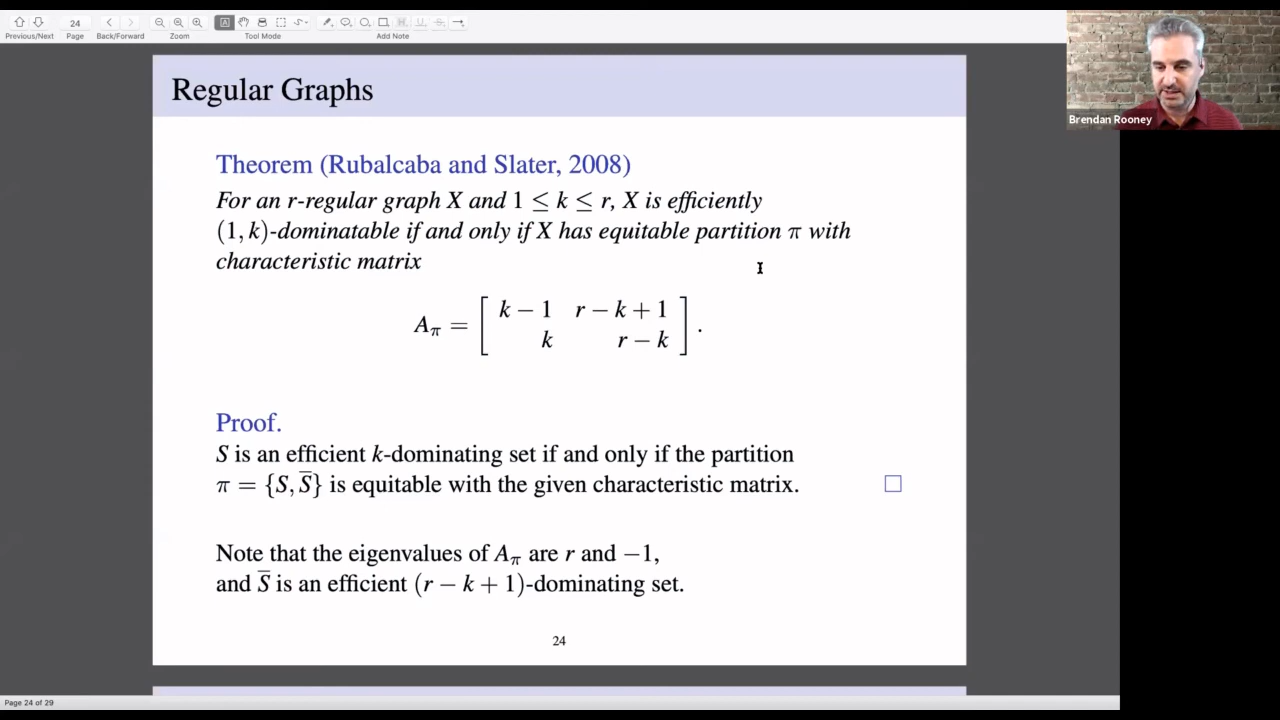 24
Previous/Next Page Back/Forward Zoom Tool Mode Add Note
Brendan Rooney
Regular Graphs
Theorem (Rubalcaba and Slater, 2008)
For an r-regular graph X and 1 ≤ k ≤ r, X is efficiently
(1, k)-dominatable if and only if X has equitable partition π with
characteristic matrix
A_π = [ k − 1   r − k + 1
k   r − k ] .
Proof.
S is an efficient k-dominating set if and only if the partition
π = {S, S̅} is equitable with the given characteristic matrix. □
Note that the eigenvalues of A_π are r and −1,
and S̅ is an efficient (r − k + 1)-dominating set.
24
Page 24 of 29